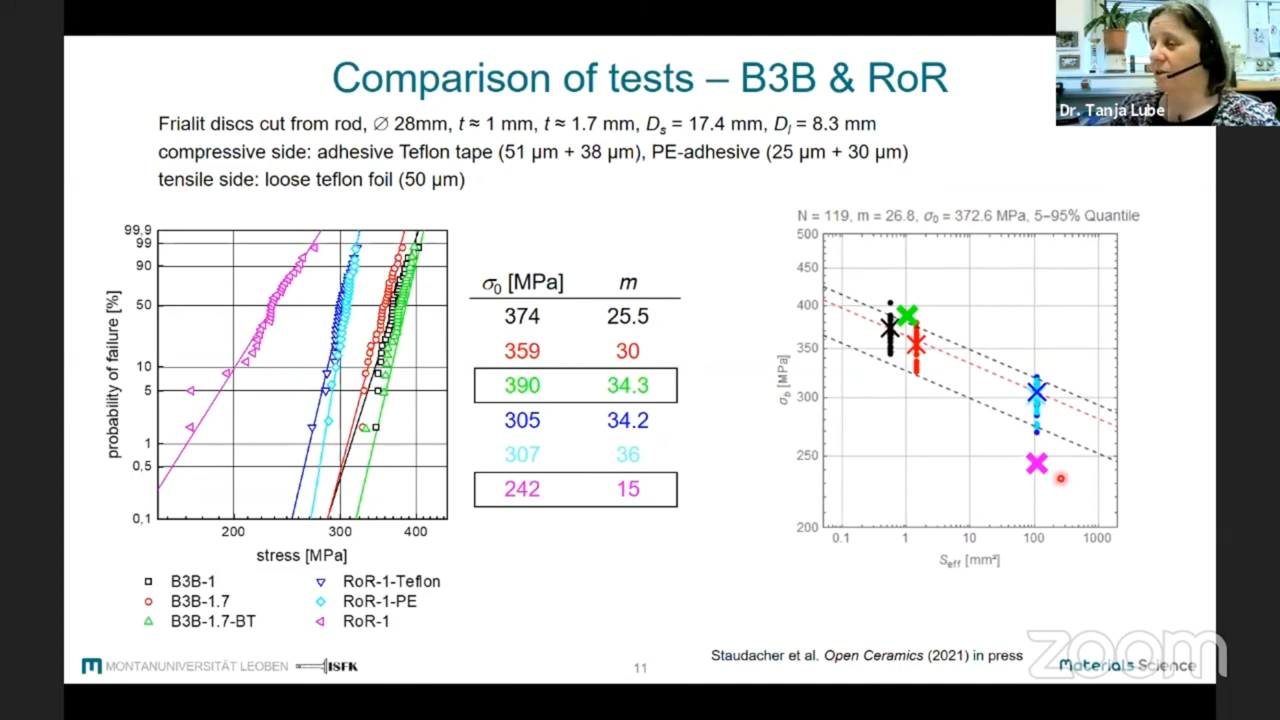 Comparison of tests – B3B & RoR
Dr. Tanja Lube
Frialit discs cut from rod, ∅ 28mm, t ≈ 1 mm, t ≈ 1.7 mm, Ds = 17.4 mm, Dl = 8.3 mm
compressive side: adhesive Teflon tape (51 µm + 38 µm), PE-adhesive (25 µm + 30 µm)
tensile side: loose teflon foil (50 µm)
probability of failure [%]
99,9
99
90
50
10
5
1
0,5
0,1
200 300 400
stress [MPa]
B3B-1
B3B-1.7
B3B-1.7-BT
RoR-1-Teflon
RoR-1-PE
RoR-1
σ0 [MPa] m
374 25.5
359 30
390 34.3
305 34.2
307 36
242 15
N = 119, m = 26.8, σ0 = 372.6 MPa, 5–95% Quantile
σb [MPa]
500
450
400
350
300
250
200
0.1 1 10 100 1000
Seff [mm²]
Staudacher et al. Open Ceramics (2021) in press
MONTANUNIVERSITÄT LEOBEN
ISFK
11
Materials Science
zoom